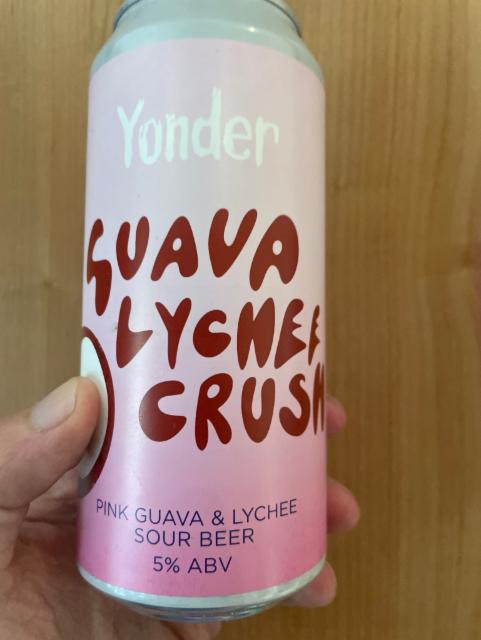 Yonder
GUAVA
LYCHEE
CRUSH
PINK GUAVA & LYCHEE
SOUR BEER
5% ABV